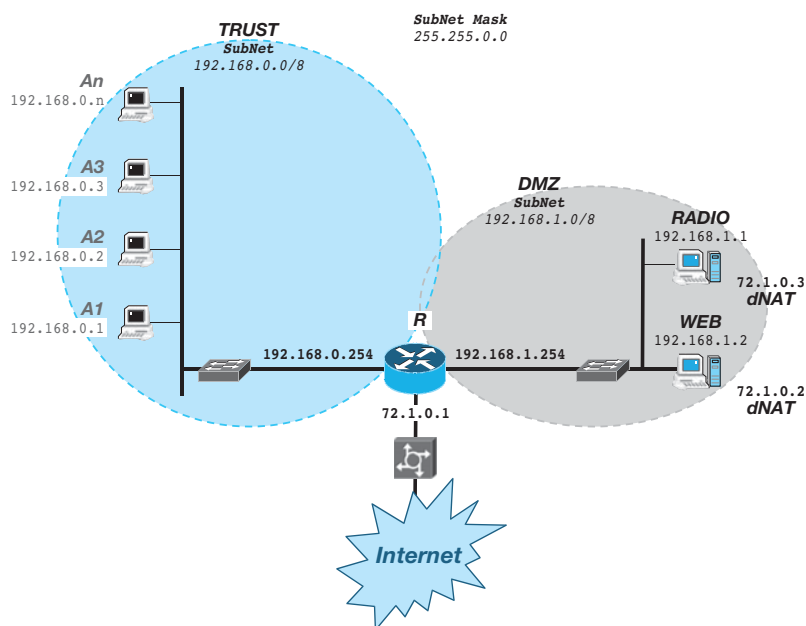 TRUST
SubNet
192.168.0.0/8
SubNet Mask
255.255.0.0
An
192.168.0.n
A3
192.168.0.3
A2
192.168.0.2
A1
192.168.0.1
192.168.0.254
R
192.168.1.254
72.1.0.1
DMZ
SubNet
192.168.1.0/8
RADIO
192.168.1.1
72.1.0.3
dNAT
WEB
192.168.1.2
72.1.0.2
dNAT
Internet